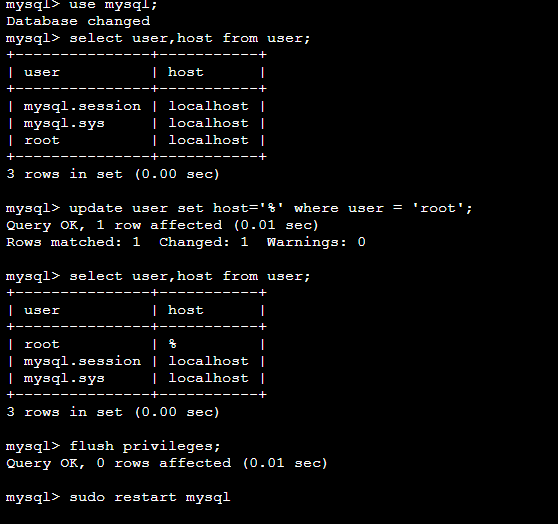 mysql> use mysql;
Database changed
mysql> select user,host from user;
+---------------+-----------+
| user          | host      |
+---------------+-----------+
| mysql.session | localhost |
| mysql.sys     | localhost |
| root          | localhost |
+---------------+-----------+
3 rows in set (0.00 sec)
mysql> update user set host='%' where user = 'root';
Query OK, 1 row affected (0.01 sec)
Rows matched: 1  Changed: 1  Warnings: 0
mysql> select user,host from user;
+---------------+-----------+
| user          | host      |
+---------------+-----------+
| root          | %         |
| mysql.session | localhost |
| mysql.sys     | localhost |
+---------------+-----------+
3 rows in set (0.00 sec)
mysql> flush privileges;
Query OK, 0 rows affected (0.01 sec)
mysql> sudo restart mysql